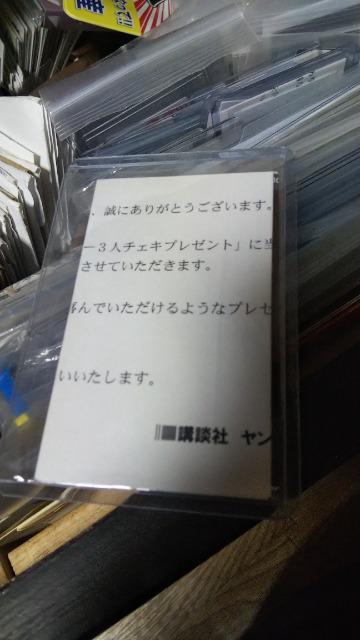 、誠にありがとうございます。
ー3人チェキプレゼント」に当
させていただきます。
んでいただけるようなプレゼ
いいたします。
講談社 ヤン